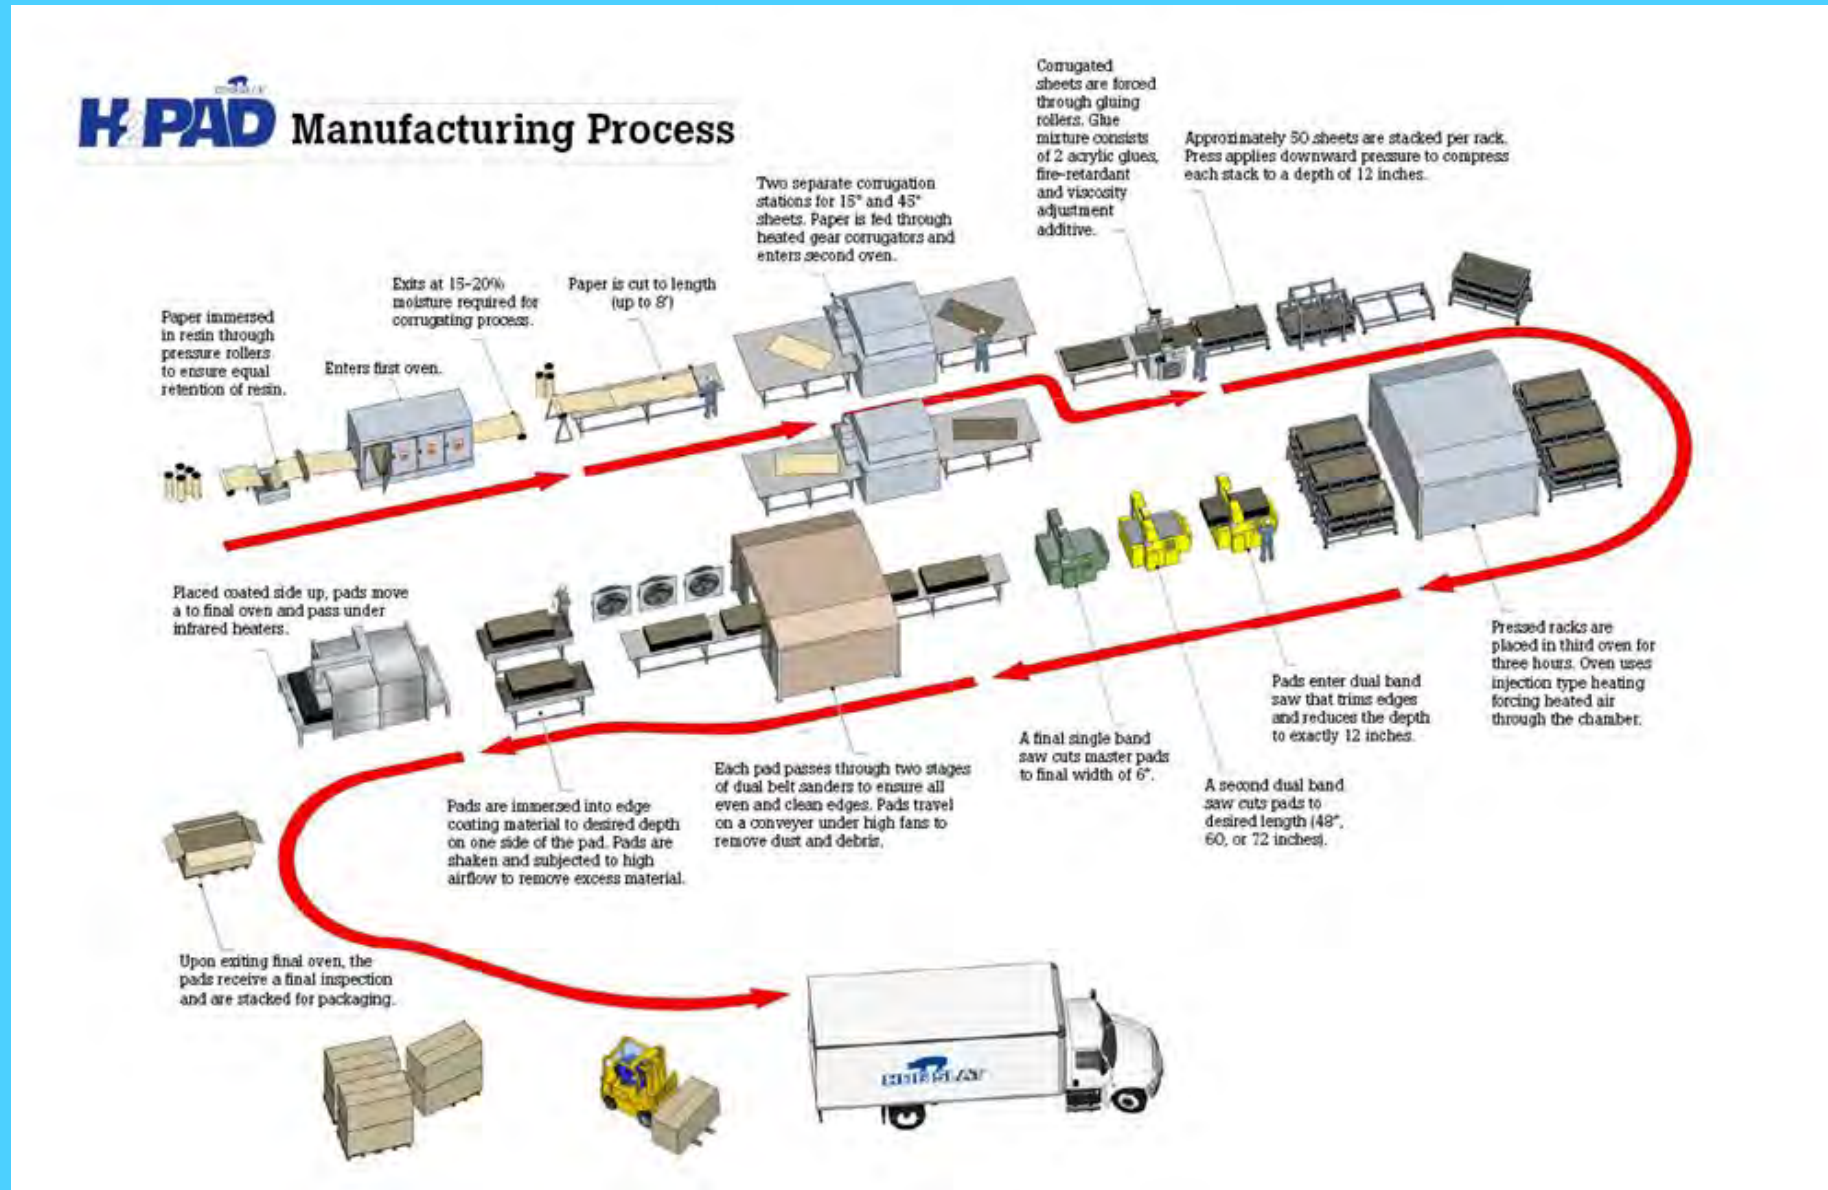 H2PAD Manufacturing Process
Corrugated
sheets are forced
through gluing
rollers. Glue
mixture consists
of 2 acrylic glues,
fire-retardant
and viscosity
adjustment
additive.
Approximately 50 sheets are stacked per rack.
Press applies downward pressure to compress
each stack to a depth of 12 inches.
Two separate corrugation
stations for 15° and 45°
sheets. Paper is fed through
heated gear corrugators and
enters second oven.
Exits at 15-20%
moisture required for
corrugating process.
Paper is cut to length
(up to 8')
Paper immersed
in resin through
pressure rollers
to ensure equal
retention of resin.
Enters first oven.
Placed coated side up, pads move
a to final oven and pass under
infrared heaters.
Pressed racks are
placed in third oven for
three hours. Oven uses
injection type heating
forcing heated air
through the chamber.
Pads enter dual band
saw that trims edges
and reduces the depth
to exactly 12 inches.
A final single band
saw cuts master pads
to final width of 6".
A second dual band
saw cuts pads to
desired length (48",
60, or 72 inches).
Each pad passes through two stages
of dual belt sanders to ensure all
even and clean edges. Pads travel
on a conveyer under high fans to
remove dust and debris.
Pads are immersed into edge
coating material to desired depth
on one side of the pad. Pads are
shaken and subjected to high
airflow to remove excess material.
Upon exiting final oven, the
pads receive a final inspection
and are stacked for packaging.
HOG SLAT